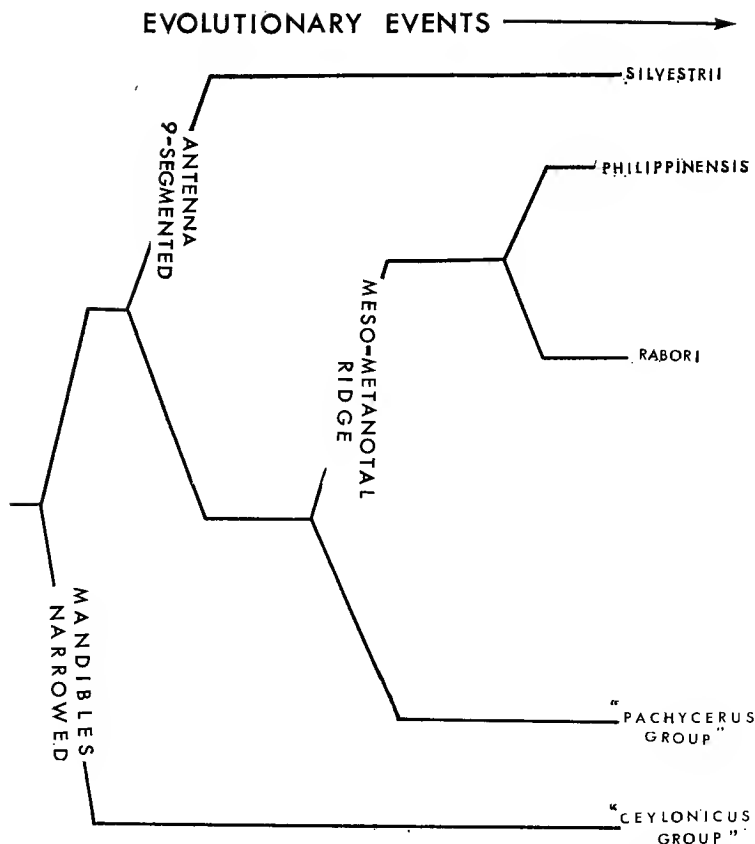 EVOLUTIONARY EVENTS
SILVESTRII
ANTENNA
9-SEGMENTED
PHILIPPINENSIS
MESO-METANOTAL
RIDGE
RABORI
MANDIBLES
NARROWED
"PACHYCERUS
GROUP"
"CEYLONICUS
GROUP"